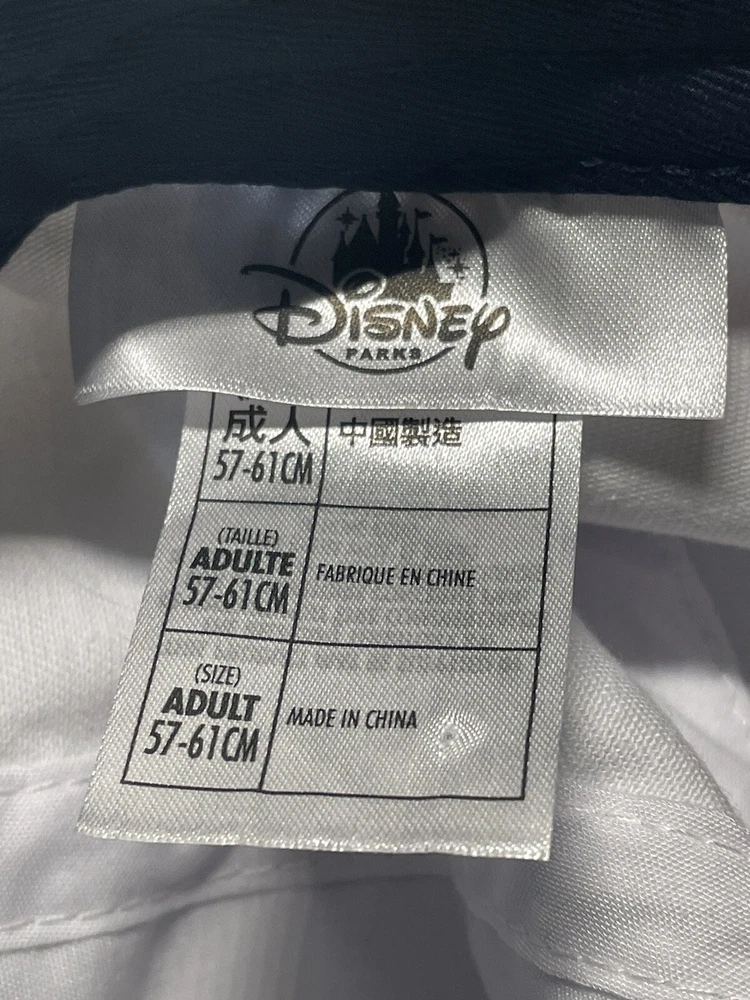 Disney
PARKS
成人
57-61CM
中國製造
(TAILLE)
ADULTE
57-61CM
FABRIQUE EN CHINE
(SIZE)
ADULT
57-61CM
MADE IN CHINA